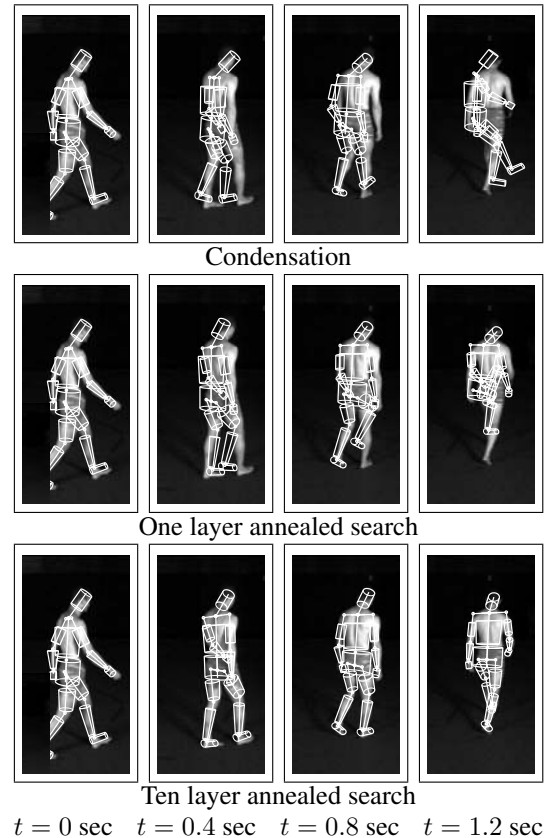 Condensation
One layer annealed search
Ten layer annealed search
t = 0 sec t = 0.4 sec t = 0.8 sec t = 1.2 sec